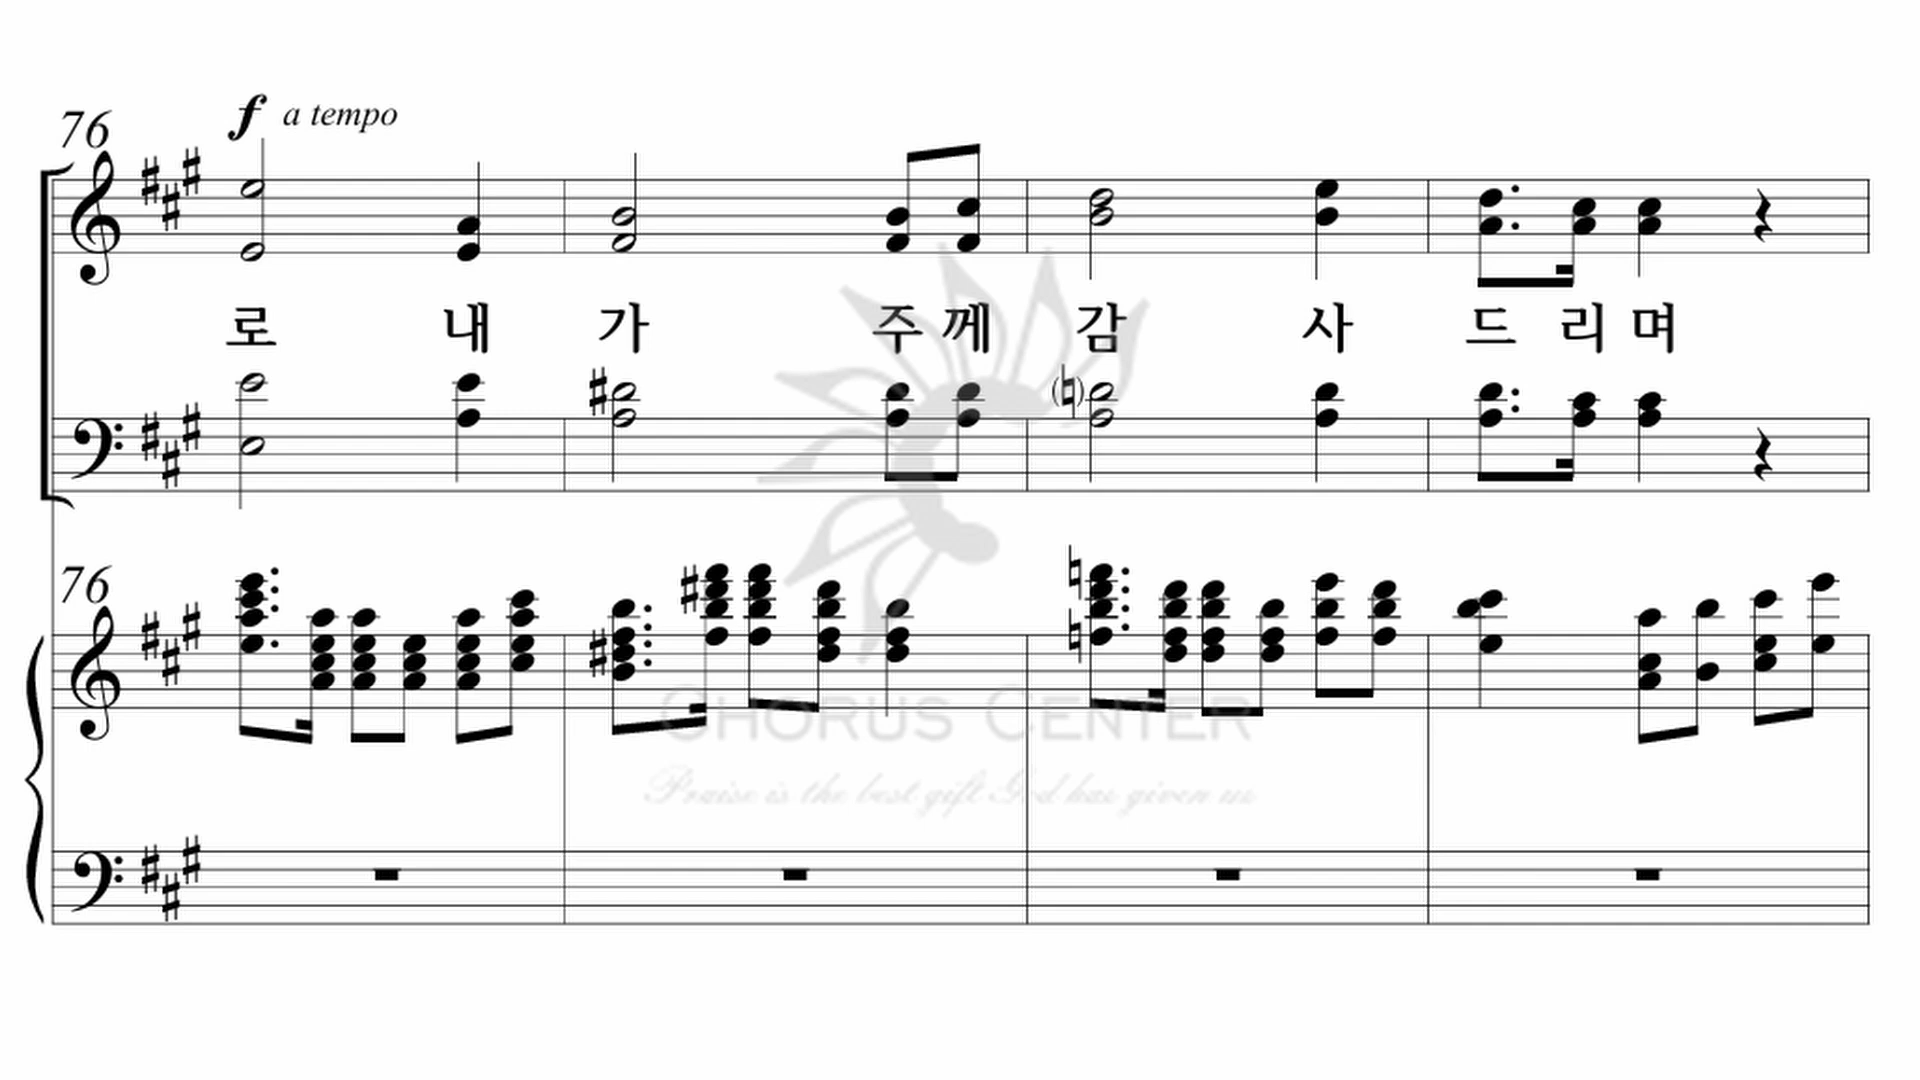 76
f a tempo
로 내 가 주 께 감 사 드 리 며
76
CHORUS CENTER
Praise is the best gift God has given us